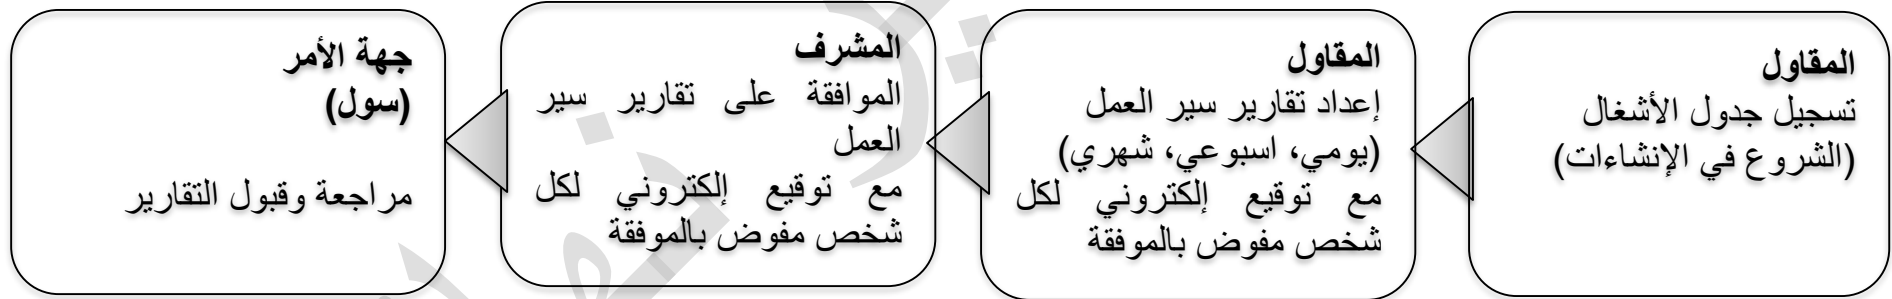 المقاول
تسجيل جدول الأشغال
(الشروع في الإنشاءات)
المقاول
إعداد تقارير سير العمل
(يومي، اسبوعي، شهري)
مع توقيع إلكتروني لكل
شخص مفوض بالموفقة
المشرف
الموافقة على تقارير سير
العمل
مع توقيع إلكتروني لكل
شخص مفوض بالموفقة
جهة الأمر
(سول)
مراجعة وقبول التقارير